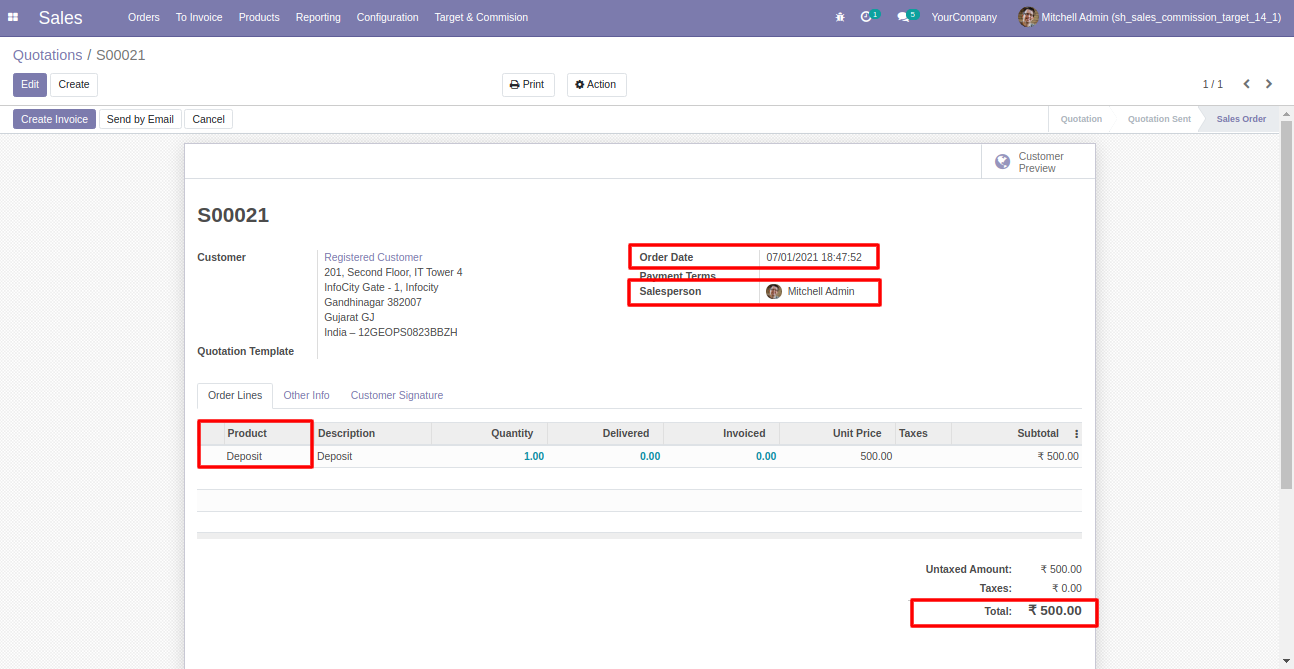 Sales Orders To Invoice Products Reporting Configuration Target & Commision 1 5 YourCompany Mitchell Admin (sh_sales_commission_target_14_1)
Quotations / S00021
Edit Create Print Action 1 / 1
Create Invoice Send by Email Cancel Quotation Quotation Sent Sales Order
Customer
Preview
S00021
Customer Registered Customer
201, Second Floor, IT Tower 4
InfoCity Gate - 1, Infocity
Gandhinagar 382007
Gujarat GJ
India – 12GEOPS0823BBZH
Quotation Template
Order Date 07/01/2021 18:47:52
Payment Terms
Salesperson Mitchell Admin
Order Lines Other Info Customer Signature
Product Description Quantity Delivered Invoiced Unit Price Taxes Subtotal
Deposit Deposit 1.00 0.00 0.00 500.00 ₹ 500.00
Untaxed Amount: ₹ 500.00
Taxes: ₹ 0.00
Total: ₹ 500.00